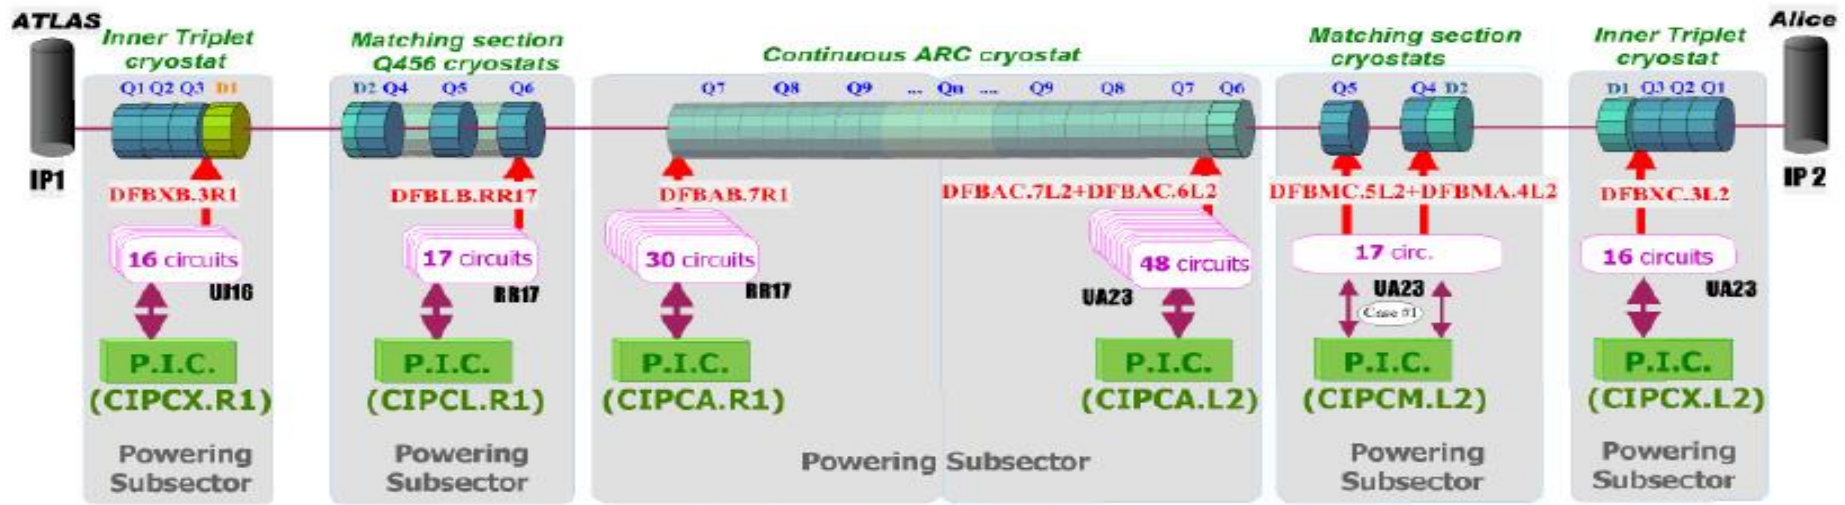 ATLAS
IP1
Inner Triplet
cryostat
Q1 Q2 Q3 D1
DFBXB.3R1
16 circuits
UJ16
P.I.C.
(CIPCX.R1)
Powering
Subsector
Matching section
Q456 cryostats
D2 Q4 Q5 Q6
DFBLB.RR17
17 circuits
RR17
P.I.C.
(CIPCL.R1)
Powering
Subsector
Continuous ARC cryostat
Q7 Q8 Q9 ... Qn .... Q9 Q8 Q7 Q6
DFBAB.7R1
30 circuits
RR17
P.I.C.
(CIPCA.R1)
DFBAC.7L2+DFBAC.6L2
48 circuits
UA23
P.I.C.
(CIPCA.L2)
Powering Subsector
Matching section
cryostats
Q5 Q4 D2
DFBMC.5L2+DFBMA.4L2
17 circ.
UA23
Case #1
P.I.C.
(CIPCM.L2)
Powering
Subsector
Inner Triplet
cryostat
D1 Q3 Q2 Q1
DFBXC.3L2
16 circuits
UA23
P.I.C.
(CIPCX.L2)
Powering
Subsector
Alice
IP 2